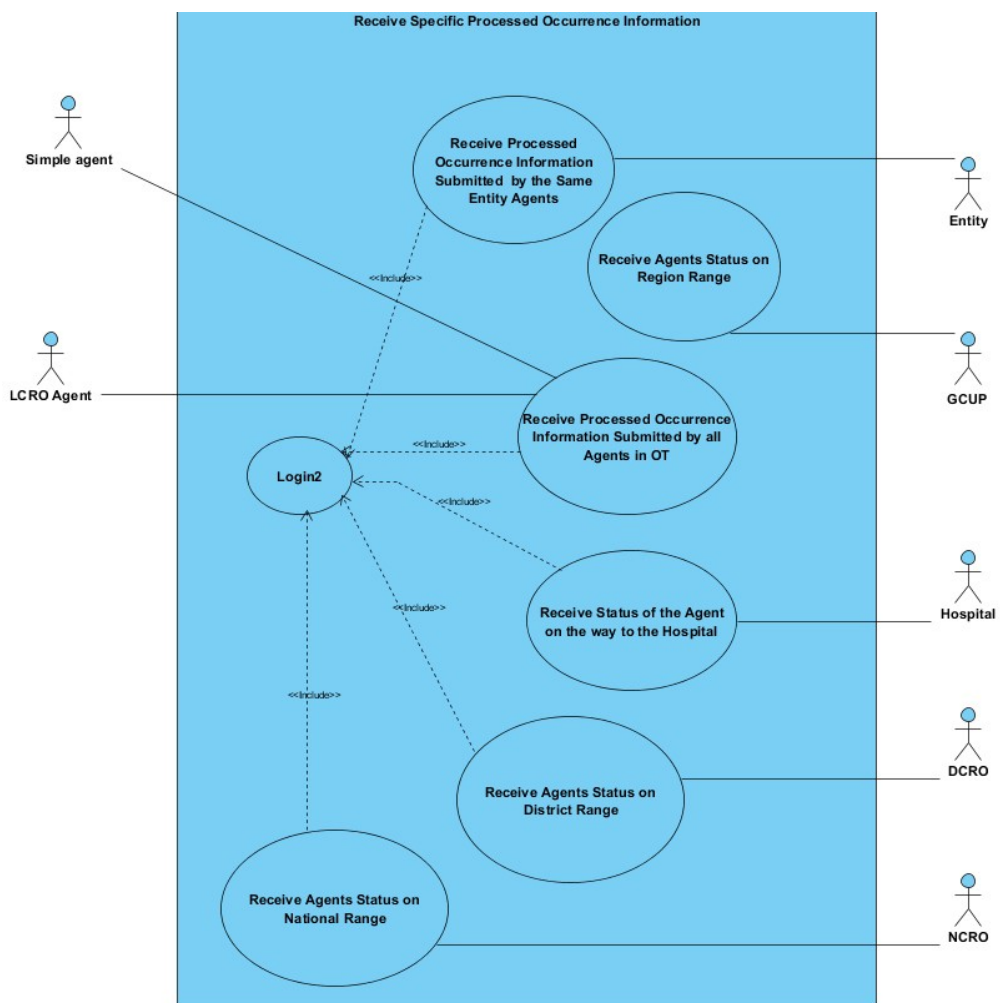 Receive Specific Processed Occurrence Information
Simple agent
Receive Processed
Occurrence Information
Submitted by the Same
Entity Agents
Entity
Receive Agents Status on
Region Range
<<Include>>
LCRO Agent
GCUP
Receive Processed Occurrence
Information Submitted by all
Agents in OT
<<Include>>
Login2
<<Include>>
Receive Status of the Agent
on the way to the Hospital
Hospital
<<Include>>
<<Include>>
DCRO
Receive Agents Status on
District Range
Receive Agents Status on
National Range
NCRO